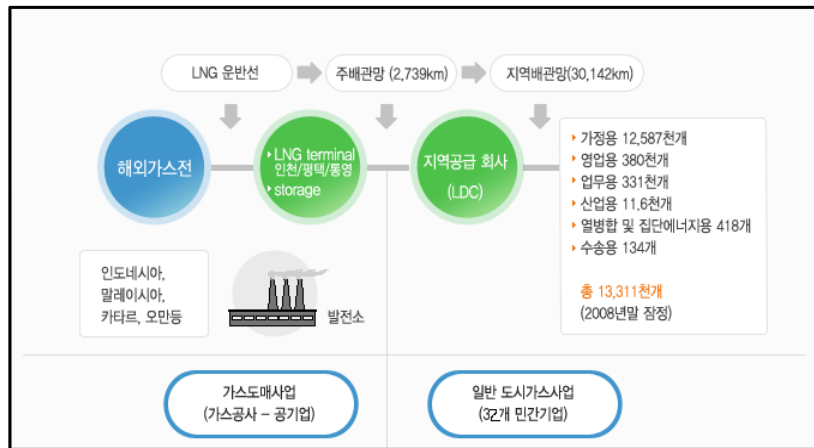 LNG 운반선
주배관망 (2,739km)
지역배관망(30,142km)
해외가스전
▸ LNG terminal
인천/평택/통영
▸ storage
지역공급 회사
(LDC)
▸ 가정용 12,587천개
▸ 영업용 380천개
▸ 업무용 331천개
▸ 산업용 11.6천개
▸ 열병합 및 집단에너지용 418개
▸ 수송용 134개
총 13,311천개
(2008년말 잠정)
인도네시아,
말레이시아,
카타르, 오만등
발전소
가스도매사업
(가스공사 – 공기업)
일반 도시가스사업
(32개 민간기업)